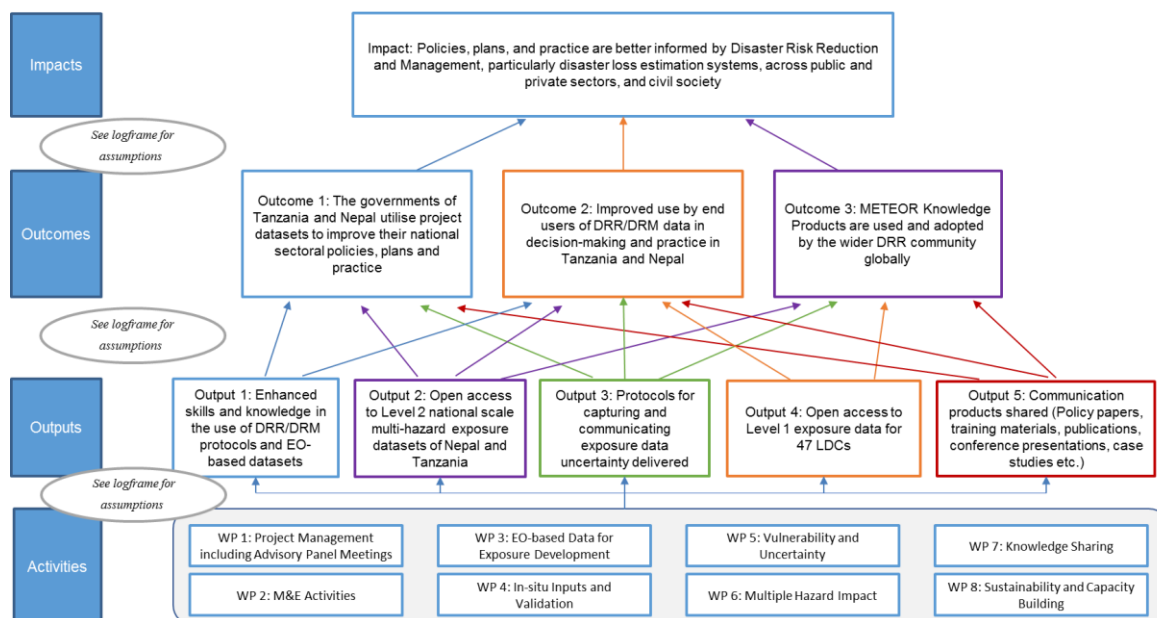 Impacts
Impact: Policies, plans, and practice are better informed by Disaster Risk Reduction
and Management, particularly disaster loss estimation systems, across public and
private sectors, and civil society
See logframe for
assumptions
Outcomes
Outcome 1: The governments of
Tanzania and Nepal utilise project
datasets to improve their national
sectoral policies, plans and
practice
Outcome 2: Improved use by end
users of DRR/DRM data in
decision-making and practice in
Tanzania and Nepal
Outcome 3: METEOR Knowledge
Products are used and adopted
by the wider DRR community
globally
See logframe for
assumptions
Outputs
Output 1: Enhanced
skills and knowledge in
the use of DRR/DRM
protocols and EO-
based datasets
Output 2: Open access
to Level 2 national scale
multi-hazard exposure
datasets of Nepal and
Tanzania
Output 3: Protocols for
capturing and
communicating
exposure data
uncertainty delivered
Output 4: Open access to
Level 1 exposure data for
47 LDCs
Output 5: Communication
products shared (Policy papers,
training materials, publications,
conference presentations, case
studies etc.)
See logframe for
assumptions
Activities
WP 1: Project Management
including Advisory Panel Meetings
WP 3: EO-based Data for
Exposure Development
WP 5: Vulnerability and
Uncertainty
WP 7: Knowledge Sharing
WP 2: M&E Activities
WP 4: In-situ Inputs and
Validation
WP 6: Multiple Hazard Impact
WP 8: Sustainability and Capacity
Building